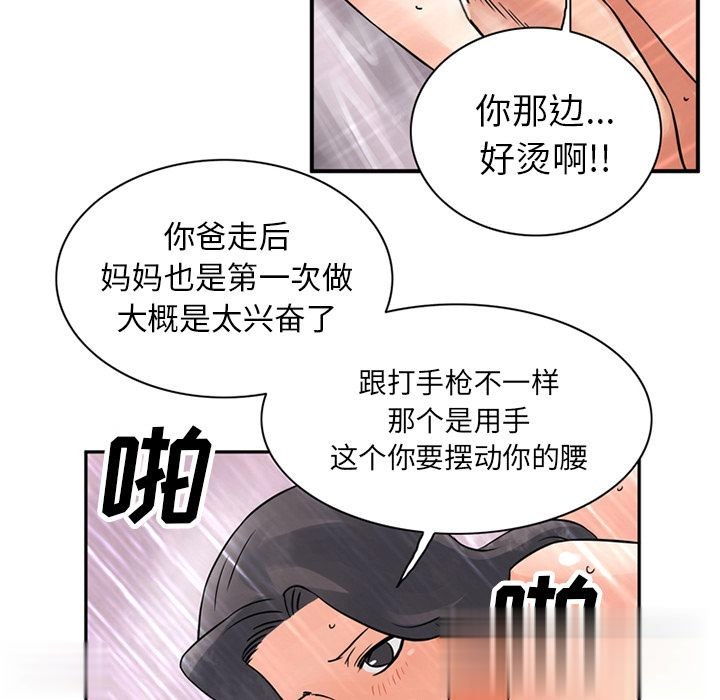 你那边...
好烫啊!!
你爸走后
妈妈也是第一次做
大概是太兴奋了
跟打手枪不一样
那个是用手
这个你要摆动你的腰
啪
啪